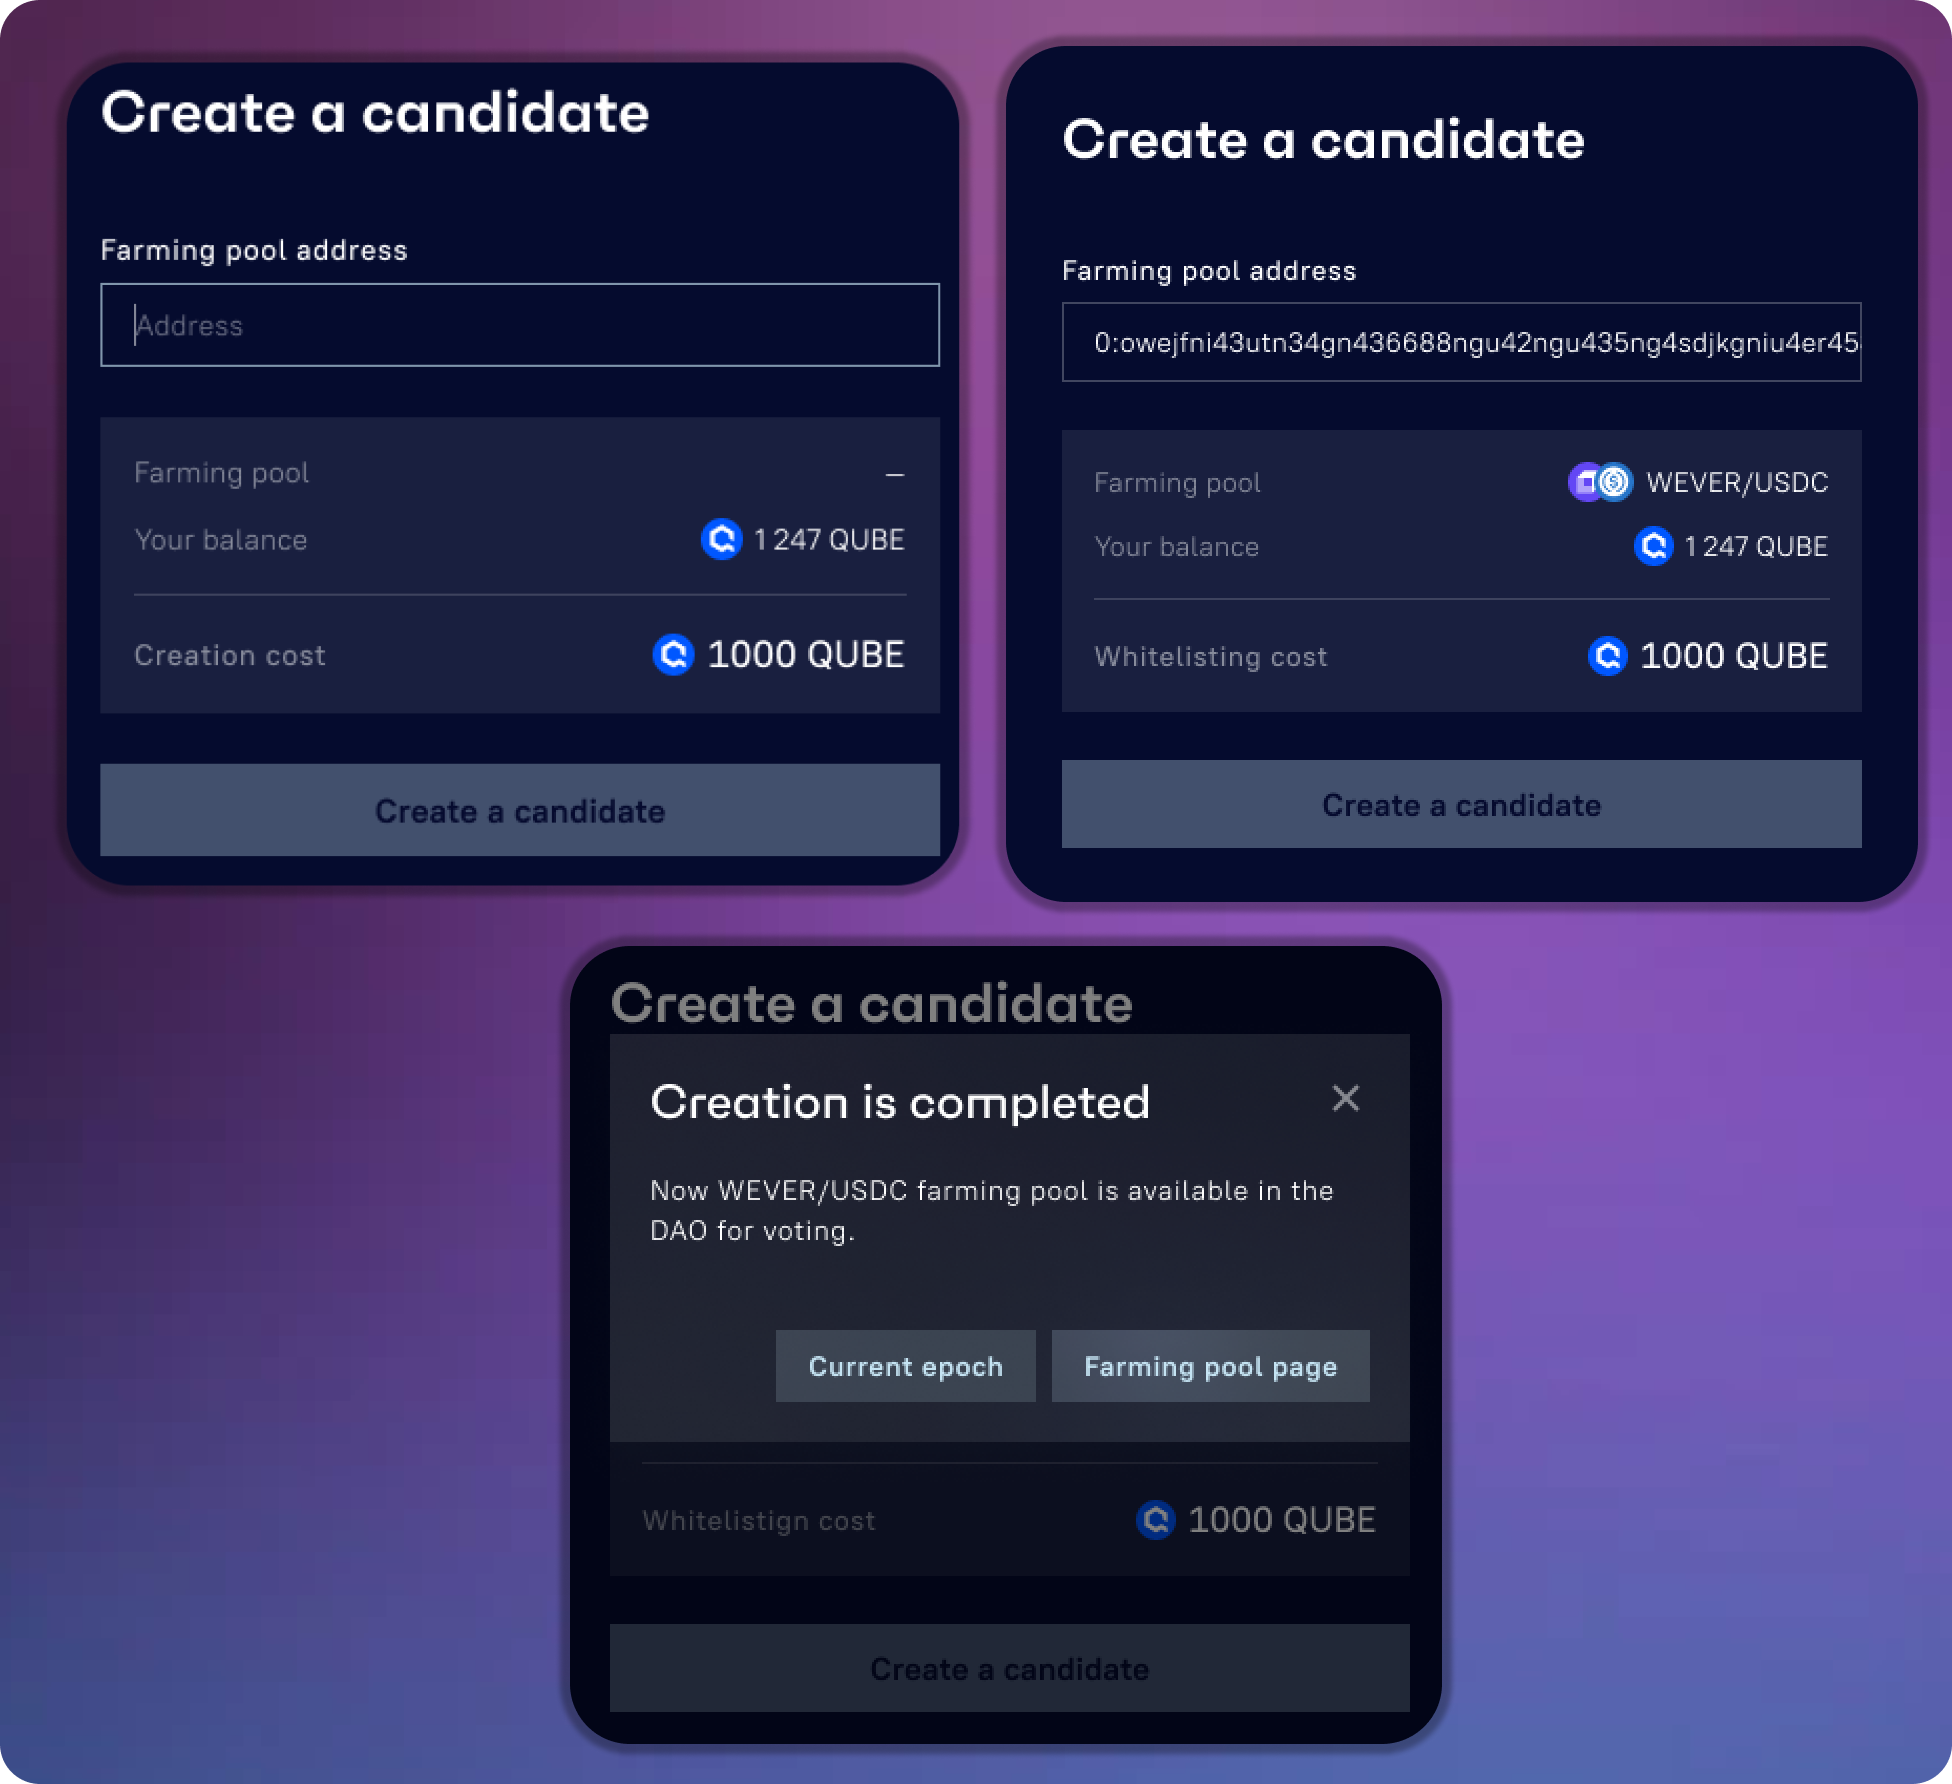 Create a candidate
Farming pool address
Address
Farming pool –
Your balance 1 247 QUBE
Creation cost 1000 QUBE
Create a candidate
Create a candidate
Farming pool address
0:owejfni43utn34gn436688ngu42ngu435ng4sdjkgniu4er45
Farming pool WEVER/USDC
Your balance 1 247 QUBE
Whitelisting cost 1000 QUBE
Create a candidate
Create a candidate
Creation is completed
Now WEVER/USDC farming pool is available in the
DAO for voting.
Current epoch Farming pool page
Whitelistign cost 1000 QUBE
Create a candidate